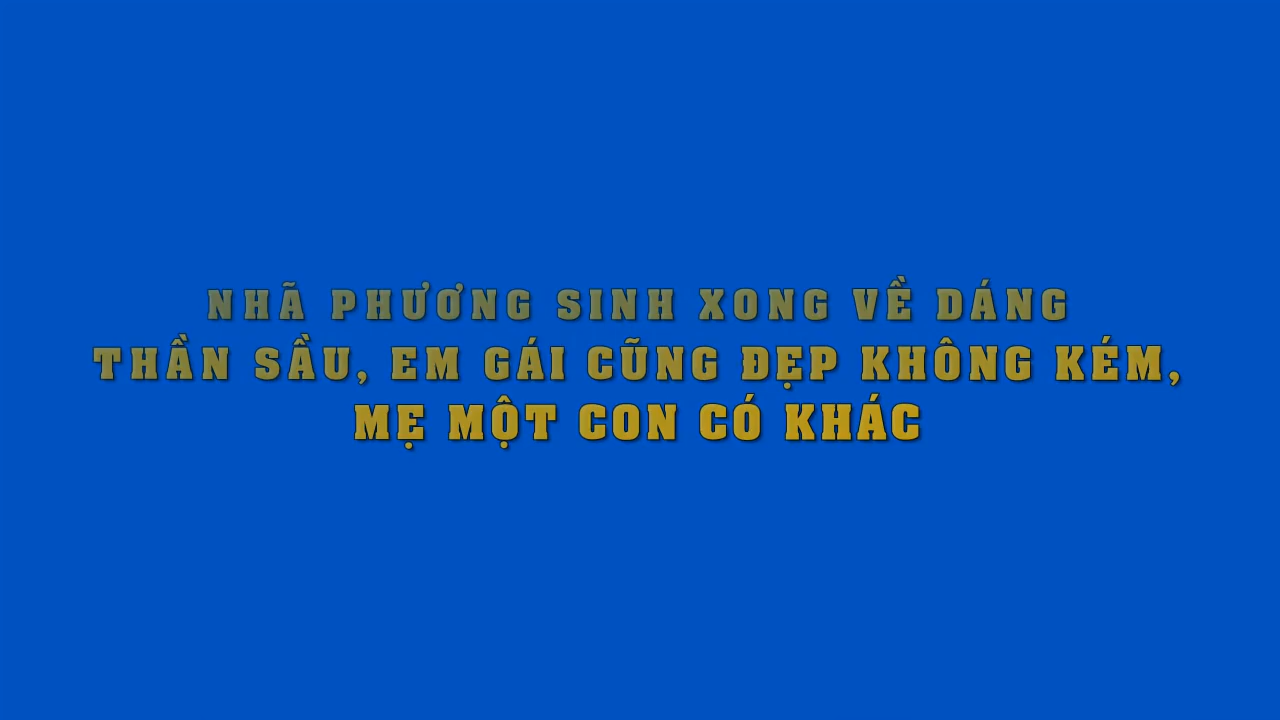 NHÃ PHƯƠNG SINH XONG VỀ DÁNG
THẦN SẦU, EM GÁI CŨNG ĐẸP KHÔNG KÉM,
MẸ MỘT CON CÓ KHÁC